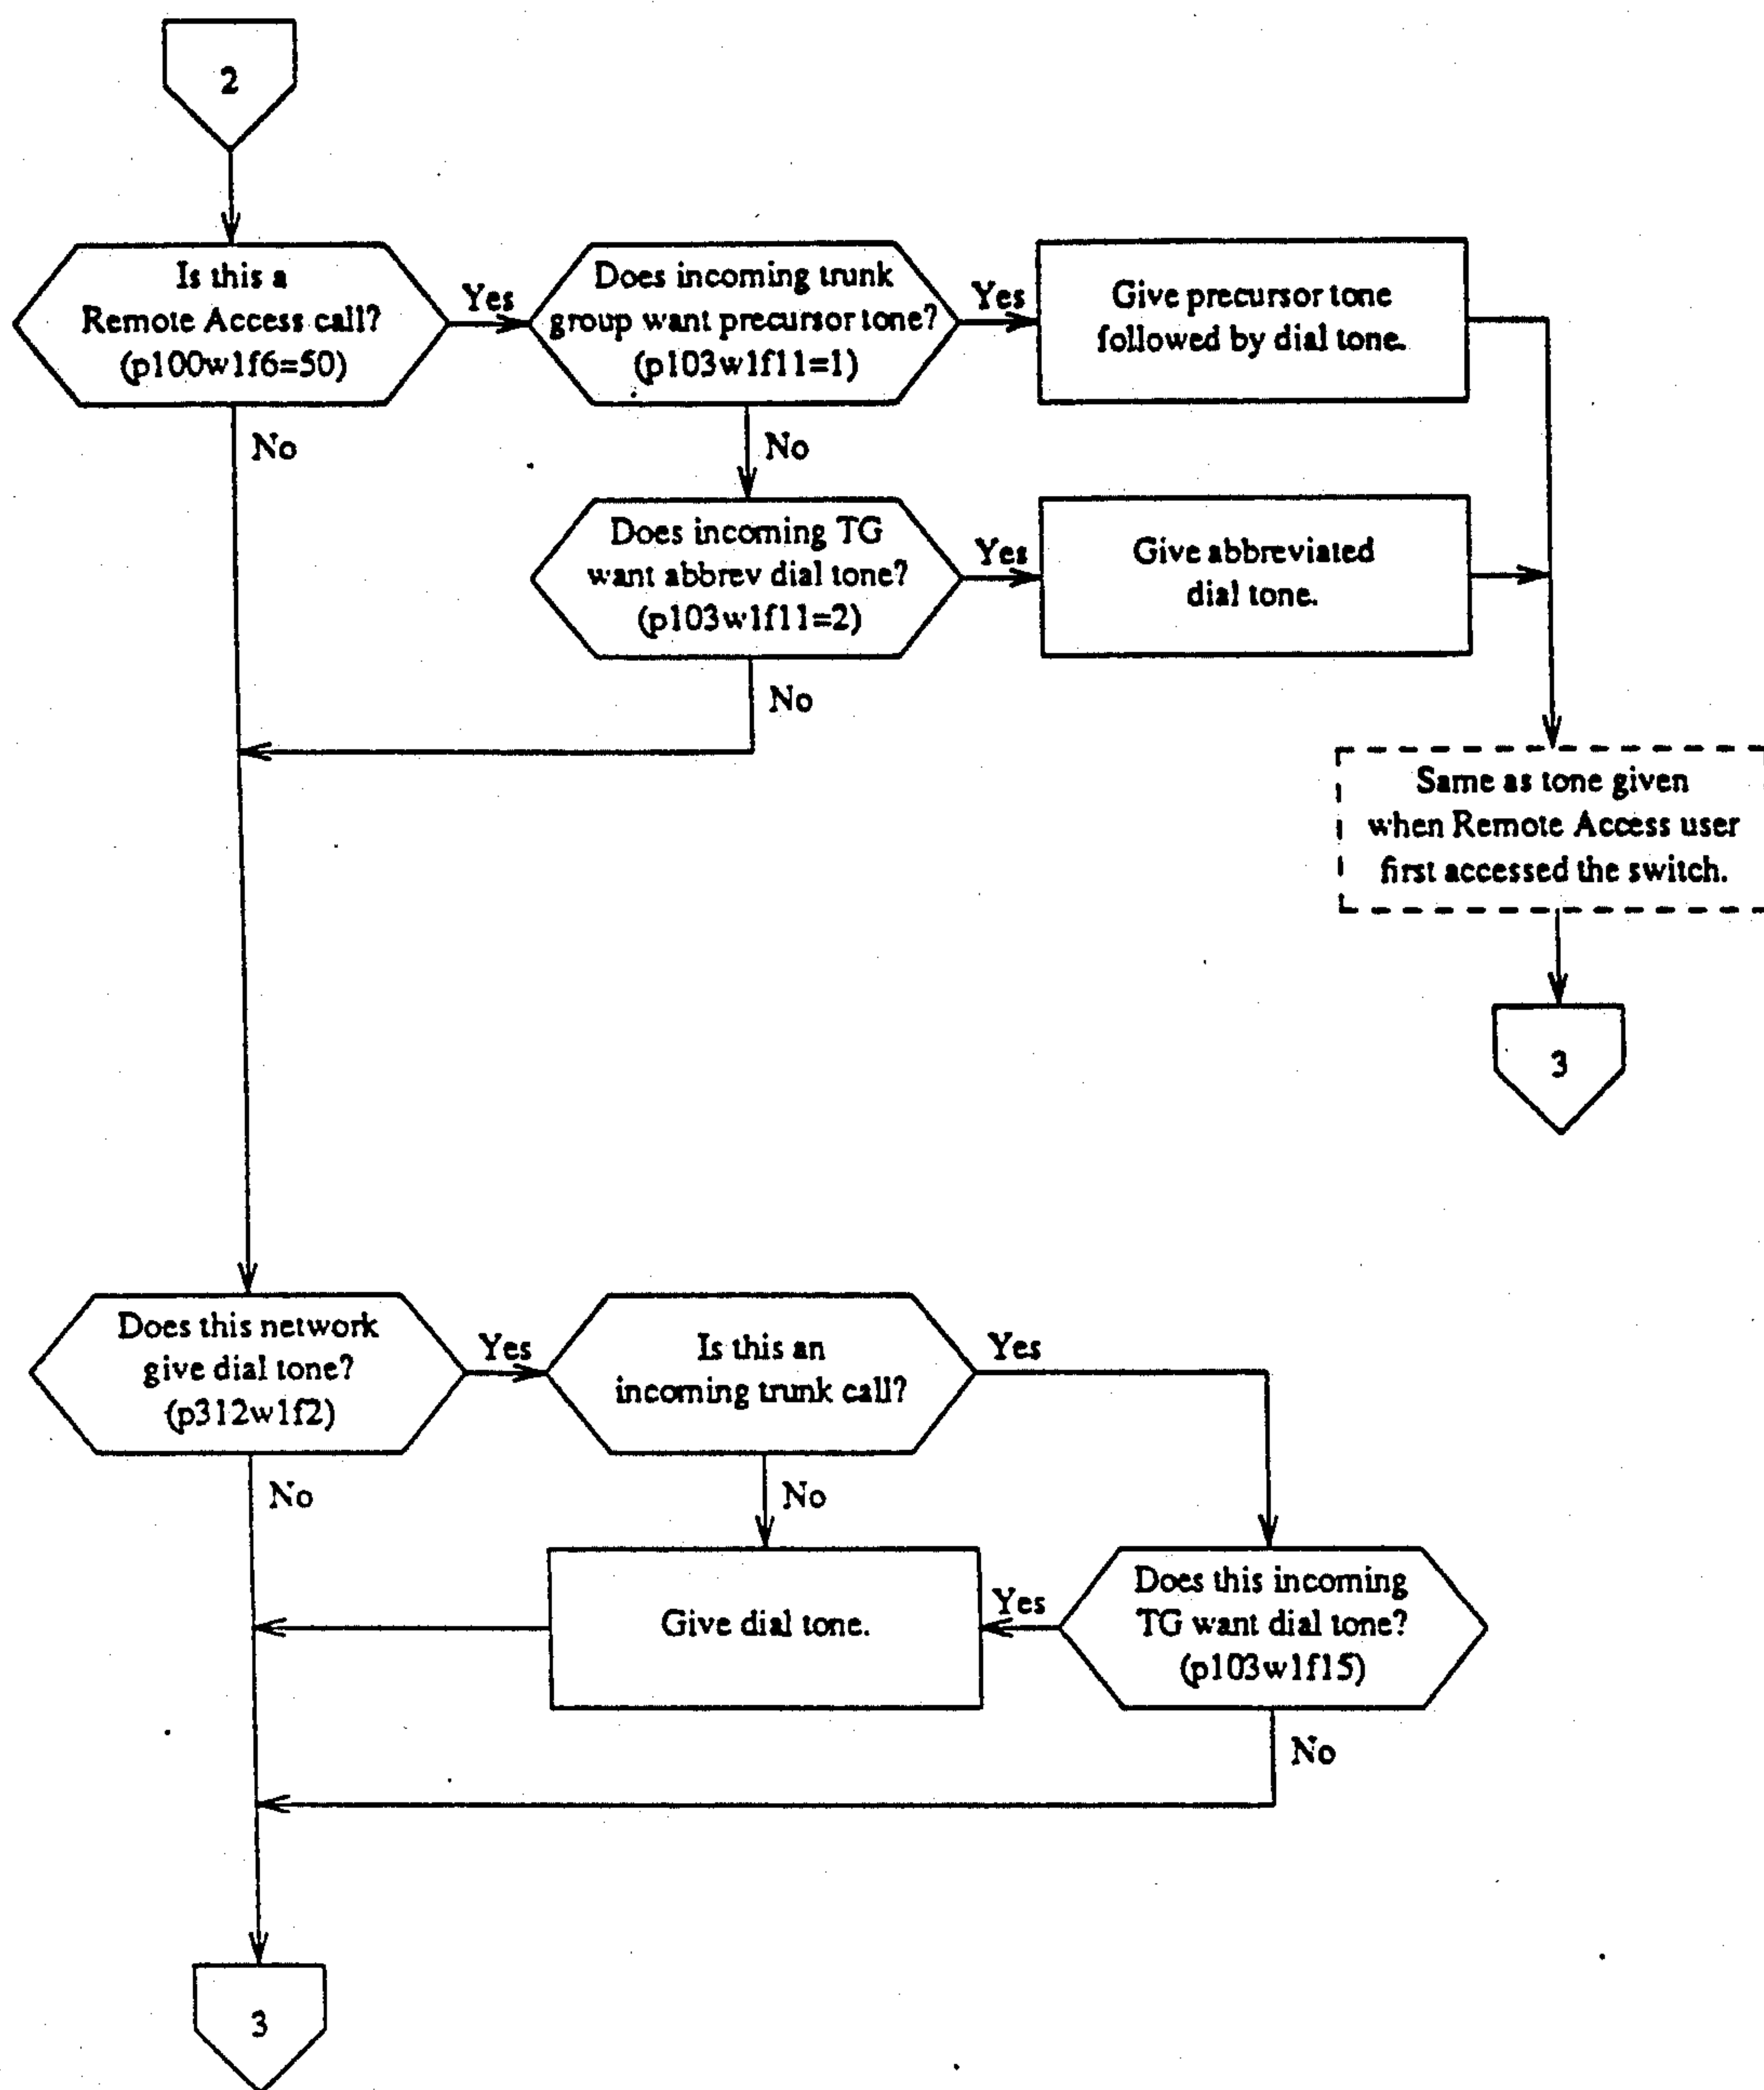 2
Is this a
Remote Access call?
(p100w1f6=50)
Yes
No
Does incoming trunk
group want precursor tone?
(p103w1f11=1)
Yes
No
Give precursor tone
followed by dial tone.
Does incoming TG
want abbrev dial tone?
(p103w1f11=2)
Yes
No
Give abbreviated
dial tone.
Same as tone given
when Remote Access user
first accessed the switch.
3
Does this network
give dial tone?
(p312w1f2)
Yes
No
Is this an
incoming trunk call?
Yes
No
Give dial tone.
Yes
Does this incoming
TG want dial tone?
(p103w1f15)
No
3